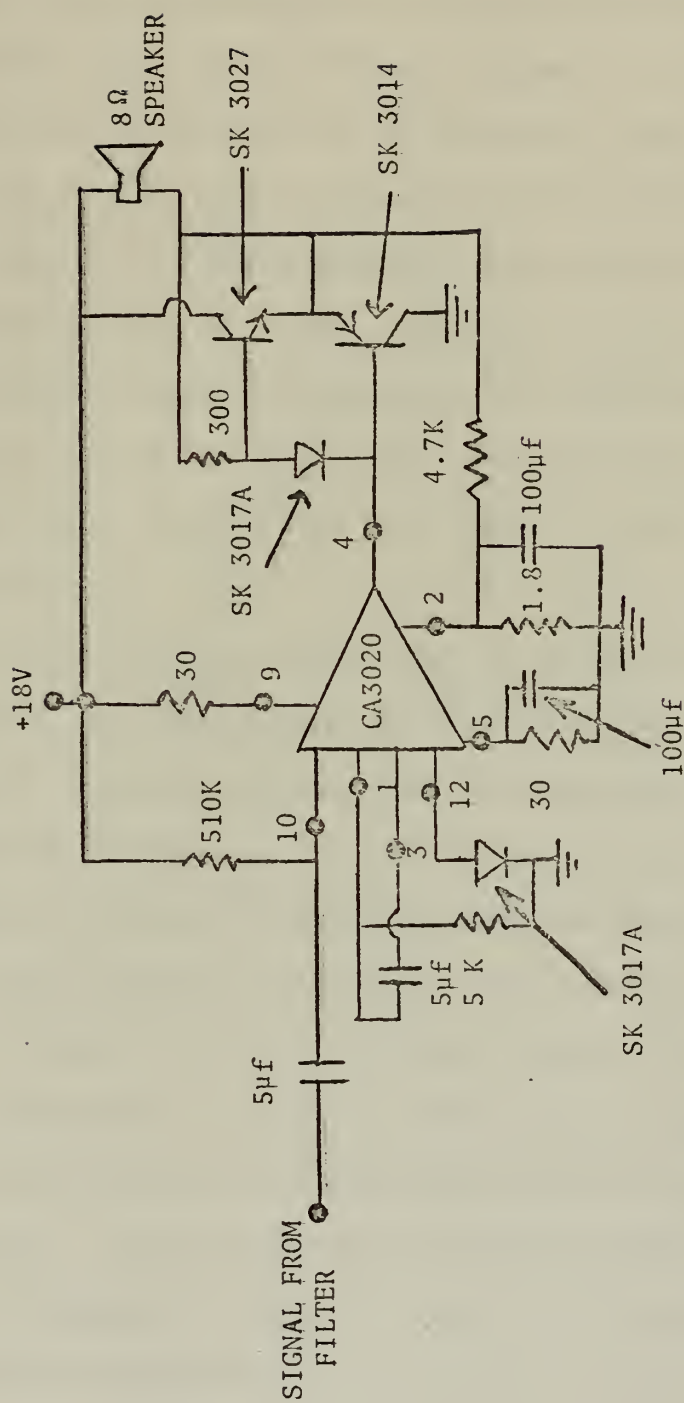 +18V
8Ω
SPEAKER
SK 3027
SK 3014
300
SK 3017A
30
9
510K
10
4
4.7K
CA3020
2
100µf
1.8
1
3
12
5
5µf
5 K
30
100µf
SK 3017A
5µf
SIGNAL FROM
FILTER